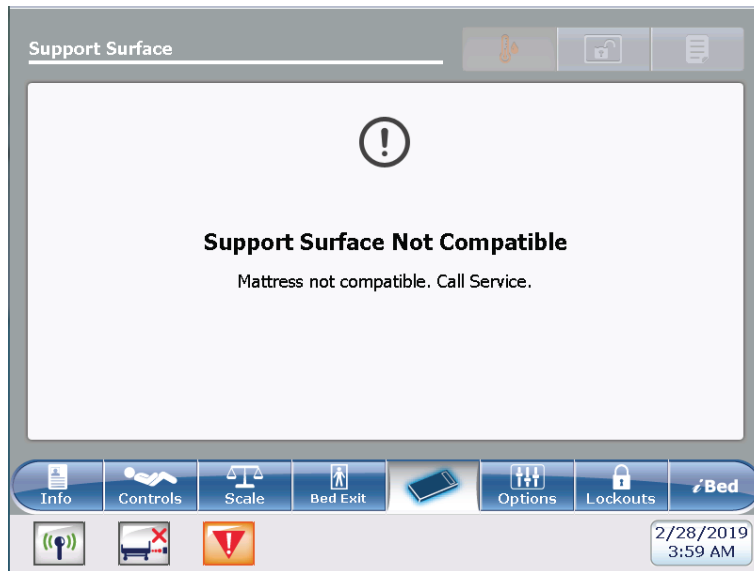 Support Surface
Support Surface Not Compatible
Mattress not compatible. Call Service.
Info Controls Scale Bed Exit Options Lockouts iBed
2/28/2019
3:59 AM